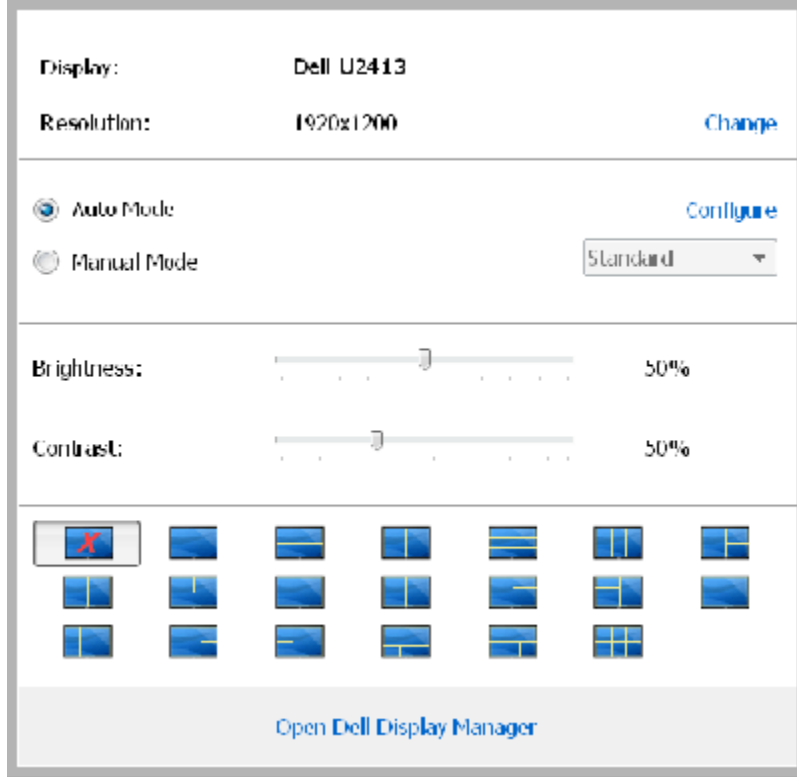 Display: Dell U2413
Resolution: 1920x1200 Change
Auto Mode Configure
Manual Mode Standard
Brightness: 50%
Contrast: 50%
Open Dell Display Manager